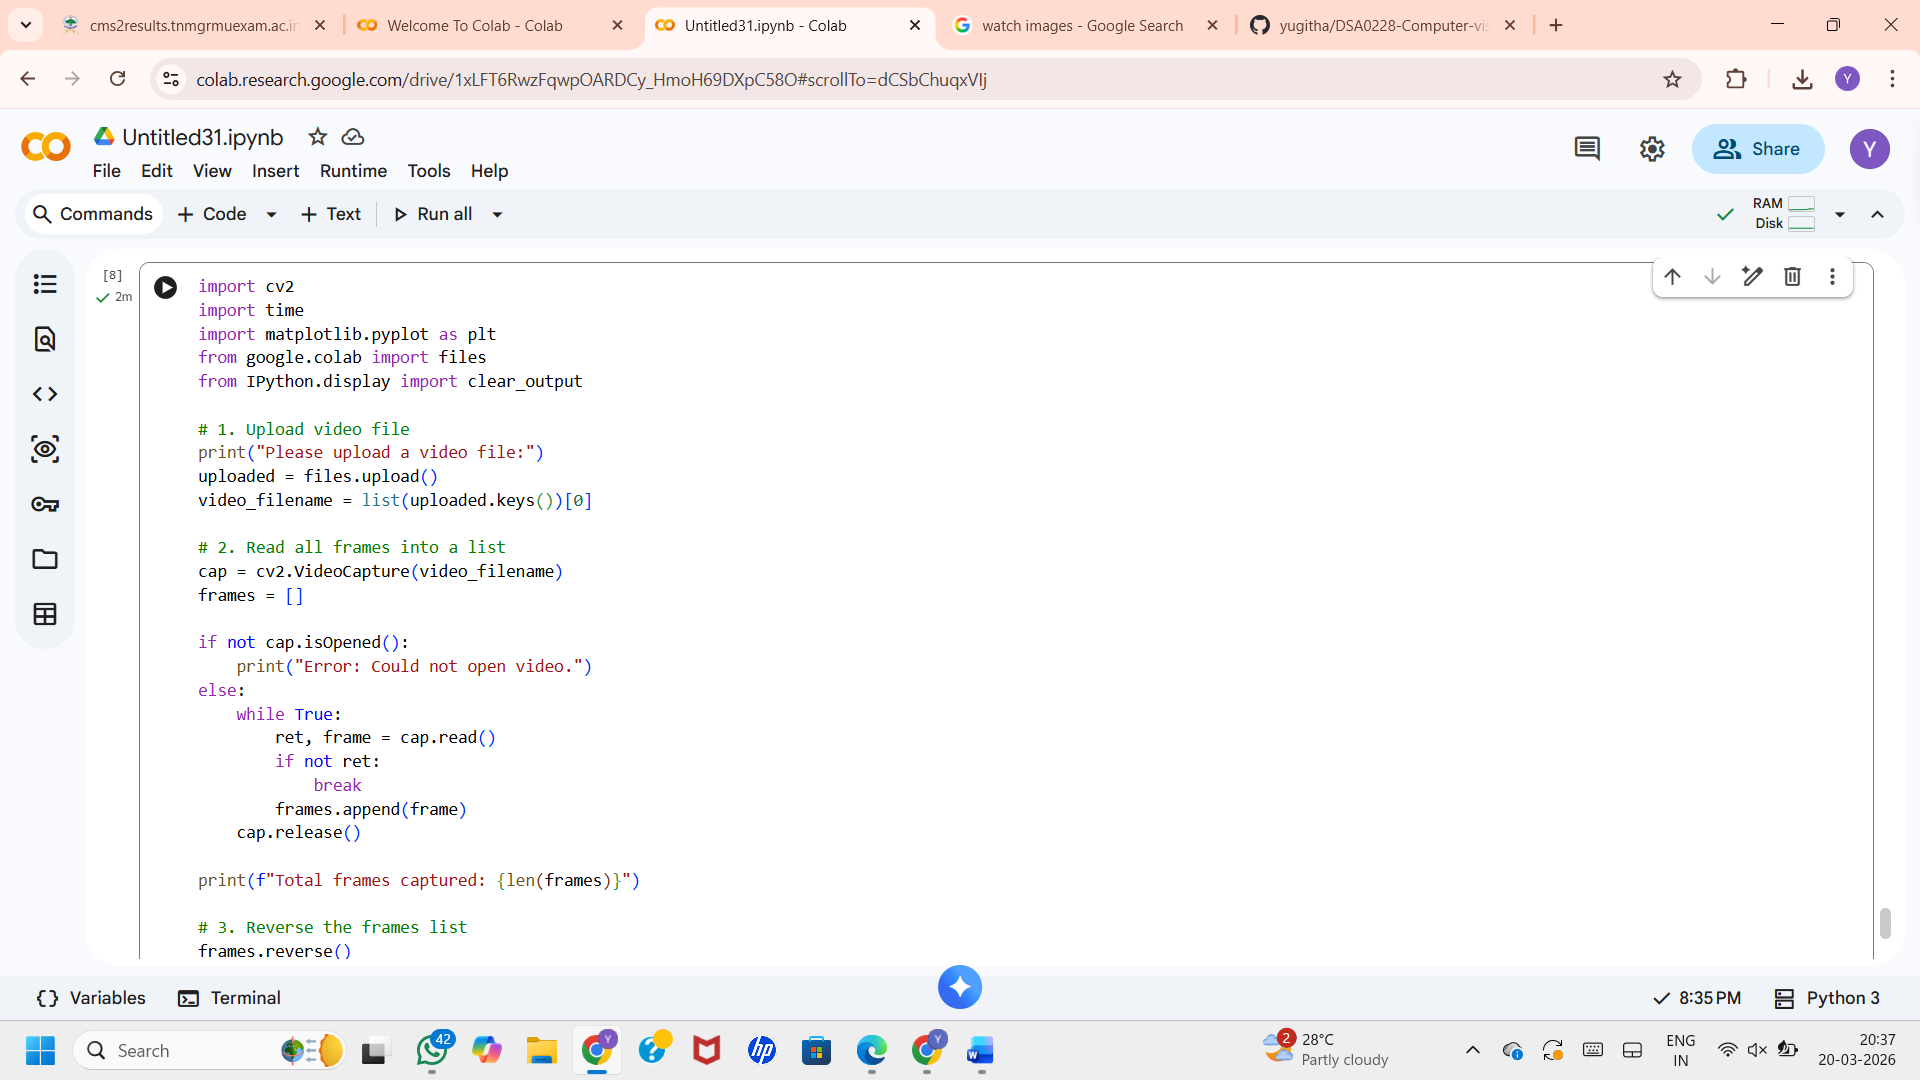 cms2results.tnmgrmuexam.ac.in
Welcome To Colab - Colab
Untitled31.ipynb - Colab
watch images - Google Search
yugitha/DSA0228-Computer-vis
colab.research.google.com/drive/1xLFT6RwzFqwpOARDCy_HmoH69DXpC58O#scrollTo=dCSbChuqxVlj
Y
Untitled31.ipynb
File Edit View Insert Runtime Tools Help
Share
Y
Commands + Code + Text Run all
RAM
Disk
[8]
2m
import cv2
import time
import matplotlib.pyplot as plt
from google.colab import files
from IPython.display import clear_output
# 1. Upload video file
print("Please upload a video file:")
uploaded = files.upload()
video_filename = list(uploaded.keys())[0]
# 2. Read all frames into a list
cap = cv2.VideoCapture(video_filename)
frames = []
if not cap.isOpened():
    print("Error: Could not open video.")
else:
    while True:
        ret, frame = cap.read()
        if not ret:
            break
        frames.append(frame)
    cap.release()
print(f"Total frames captured: {len(frames)}")
# 3. Reverse the frames list
frames.reverse()
Variables
Terminal
8:35 PM
Python 3
Search
42
Y
hp
Y
W
2
28°C
Partly cloudy
ENG
IN
20:37
20-03-2026